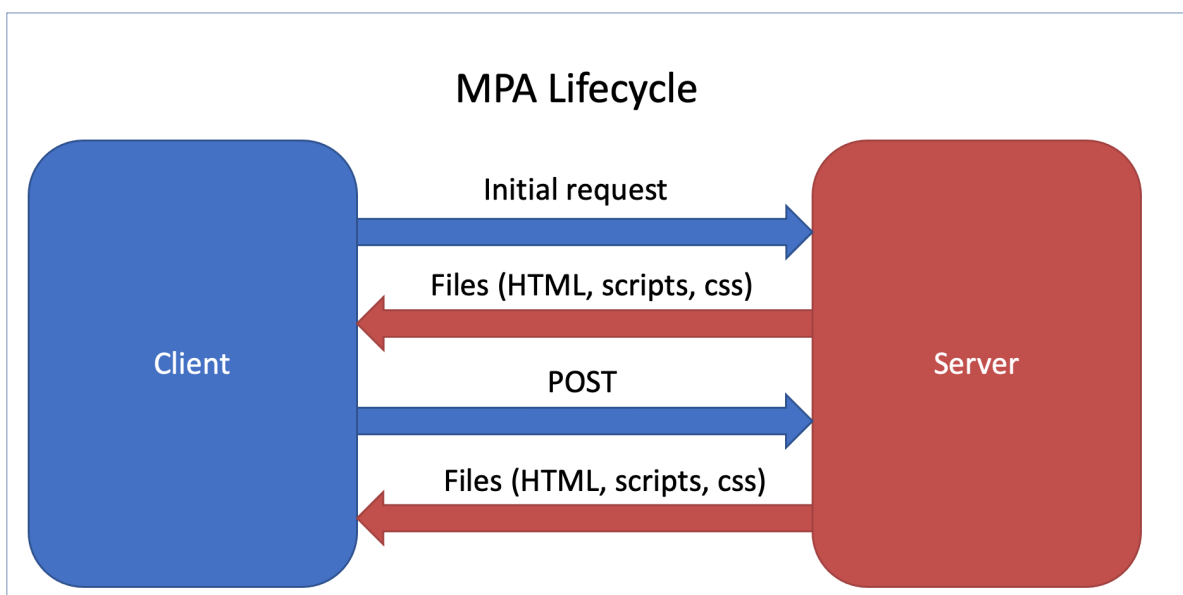 MPA Lifecycle
Initial request
Files (HTML, scripts, css)
Client
Server
POST
Files (HTML, scripts, css)